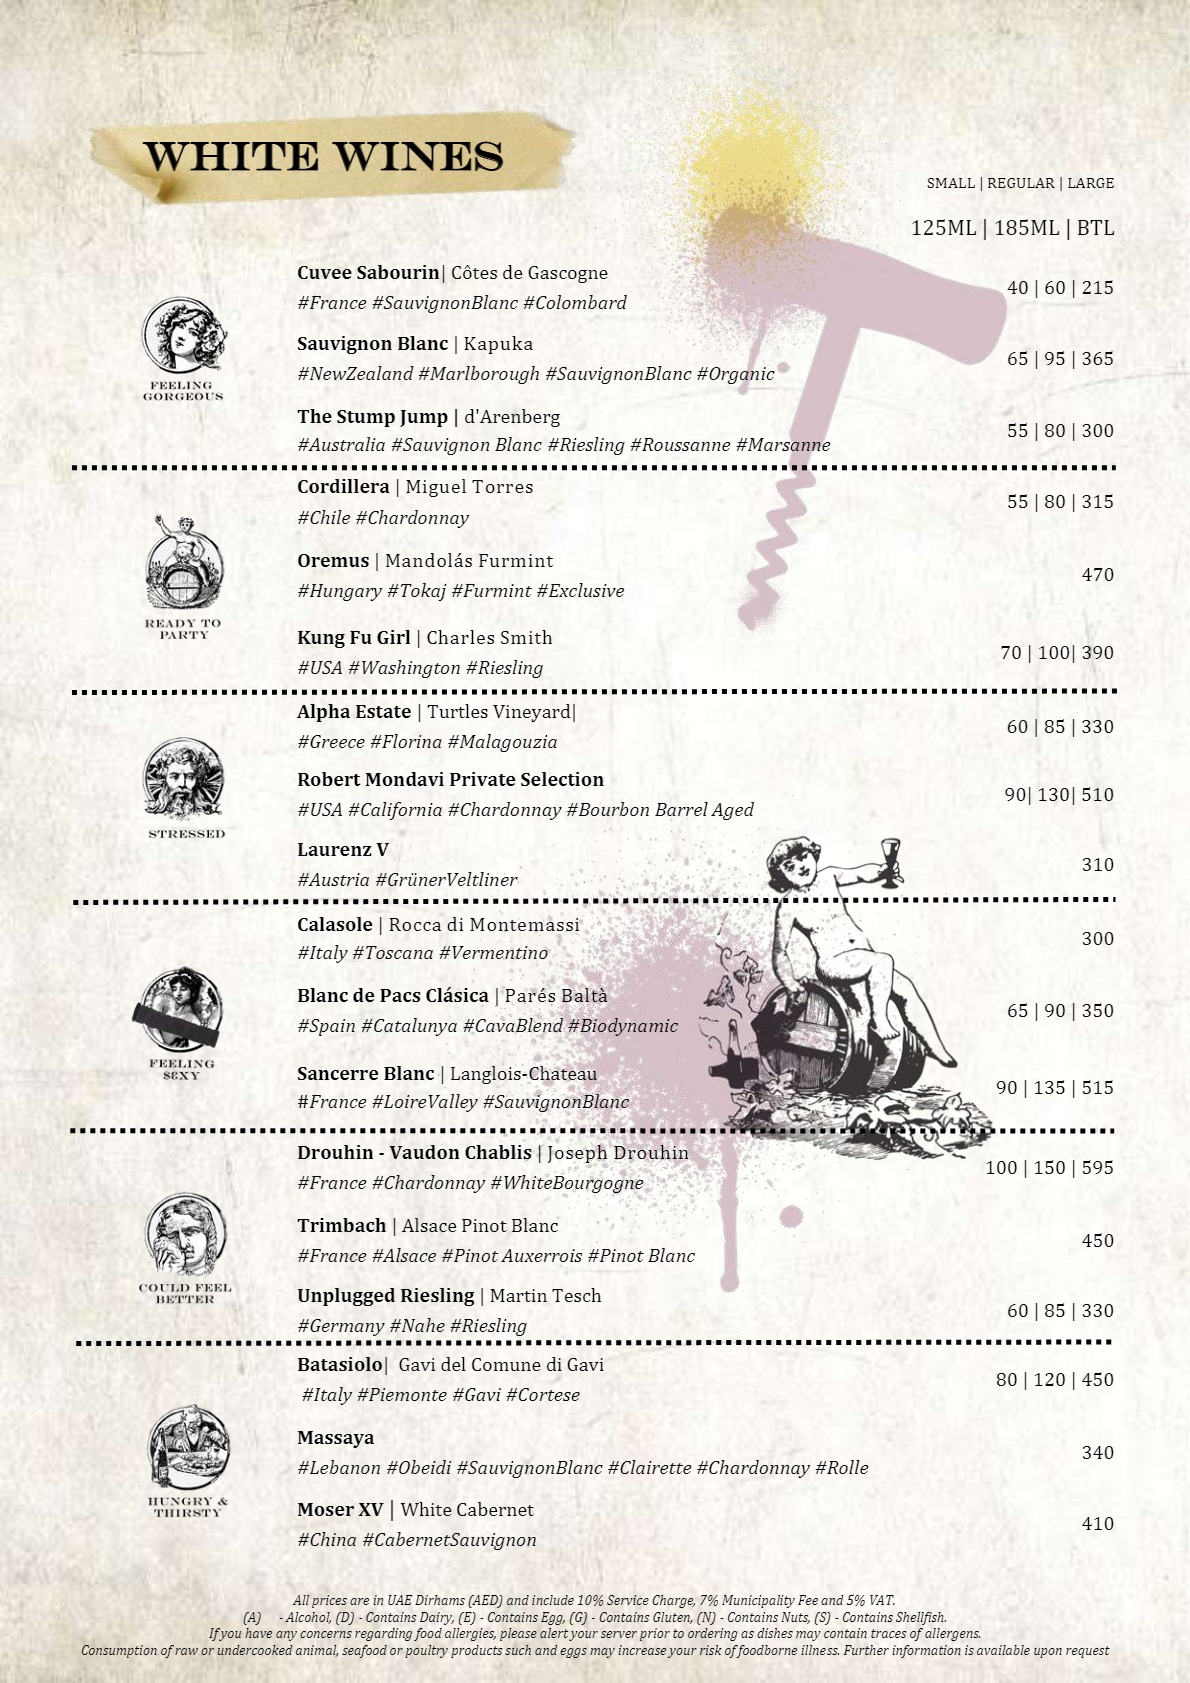 WHITE WINES
SMALL | REGULAR | LARGE
125ML | 185ML | BTL
Cuvee Sabourin| Côtes de Gascogne
40 | 60 | 215
#France #SauvignonBlanc #Colombard
FEELING
GORGEOUS
Sauvignon Blanc | Kapuka
65 | 95 | 365
#NewZealand #Marlborough #SauvignonBlanc #Organic
The Stump Jump | d'Arenberg
55 | 80 | 300
#Australia #Sauvignon Blanc #Riesling #Roussanne #Marsanne
Cordillera | Miguel Torres
55 | 80 | 315
#Chile #Chardonnay
READY TO
PARTY
Oremus | Mandolás Furmint
470
#Hungary #Tokaj #Furmint #Exclusive
Kung Fu Girl | Charles Smith
70 | 100| 390
#USA #Washington #Riesling
Alpha Estate | Turtles Vineyard|
60 | 85 | 330
#Greece #Florina #Malagouzia
STRESSED
Robert Mondavi Private Selection
90| 130| 510
#USA #California #Chardonnay #Bourbon Barrel Aged
Laurenz V
310
#Austria #GrünerVeltliner
Calasole | Rocca di Montemassi
300
#Italy #Toscana #Vermentino
FEELING
S8XY
Blanc de Pacs Clásica | Parés Baltà
65 | 90 | 350
#Spain #Catalunya #CavaBlend #Biodynamic
Sancerre Blanc | Langlois-Chateau
90 | 135 | 515
#France #LoireValley #SauvignonBlanc
Drouhin - Vaudon Chablis | Joseph Drouhin
100 | 150 | 595
#France #Chardonnay #WhiteBourgogne
COULD FEEL
BETTER
Trimbach | Alsace Pinot Blanc
450
#France #Alsace #Pinot Auxerrois #Pinot Blanc
Unplugged Riesling | Martin Tesch
60 | 85 | 330
#Germany #Nahe #Riesling
Batasiolo| Gavi del Comune di Gavi
80 | 120 | 450
#Italy #Piemonte #Gavi #Cortese
HUNGRY &
THIRSTY
Massaya
340
#Lebanon #Obeidi #SauvignonBlanc #Clairette #Chardonnay #Rolle
Moser XV | White Cabernet
410
#China #CabernetSauvignon
All prices are in UAE Dirhams (AED) and include 10% Service Charge, 7% Municipality Fee and 5% VAT.
(A) - Alcohol, (D) - Contains Dairy, (E) - Contains Egg, (G) - Contains Gluten, (N) - Contains Nuts, (S) - Contains Shellfish.
If you have any concerns regarding food allergies, please alert your server prior to ordering as dishes may contain traces of allergens.
Consumption of raw or undercooked animal, seafood or poultry products such and eggs may increase your risk of foodborne illness. Further information is available upon request